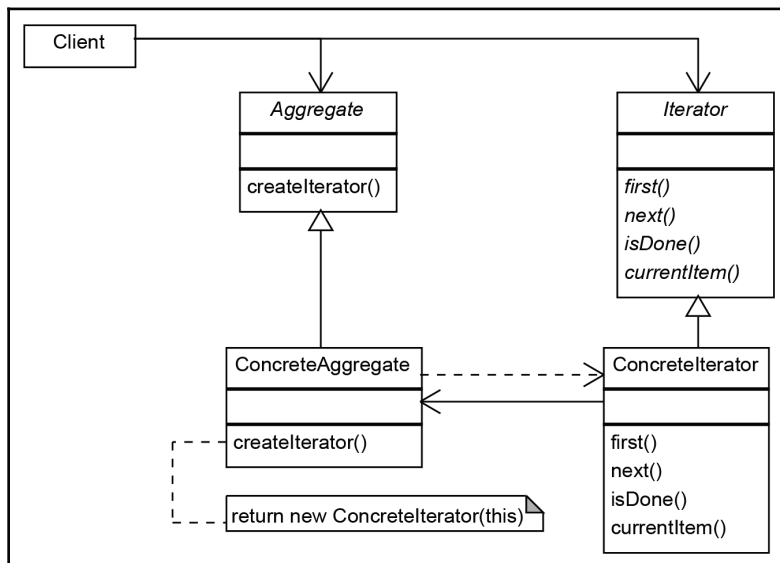 Client
Aggregate
createIterator()
Iterator
first()
next()
isDone()
currentItem()
ConcreteAggregate
createIterator()
return new ConcreteIterator(this)
ConcreteIterator
first()
next()
isDone()
currentItem()